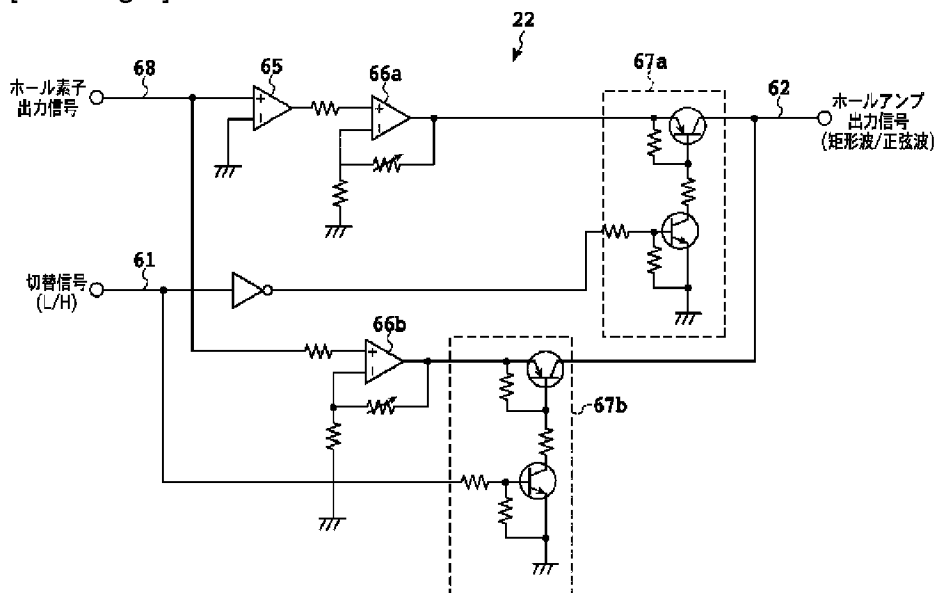 22
68
65
66a
67a
62
ホール素子
出力信号
ホールアンプ
出力信号
(矩形波/正弦波)
+
-
+
-
61
切替信号
(L/H)
66b
+
-
67b